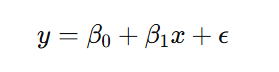 y = β₀ + β₁x + ϵ